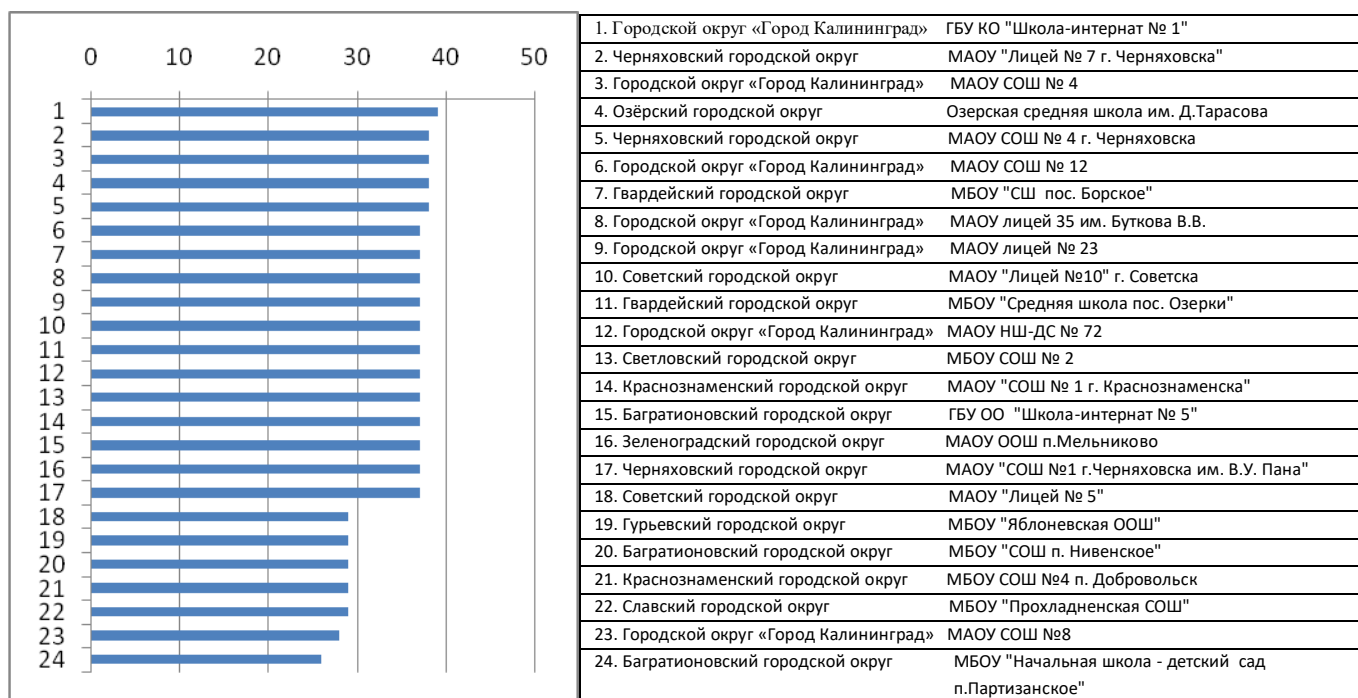 0 10 20 30 40 50
1
2
3
4
5
6
7
8
9
10
11
12
13
14
15
16
17
18
19
20
21
22
23
24
1. Городской округ «Город Калининград» ГБУ КО "Школа-интернат № 1"
2. Черняховский городской округ МАОУ "Лицей № 7 г. Черняховска"
3. Городской округ «Город Калининград» МАОУ СОШ № 4
4. Озёрский городской округ Озерская средняя школа им. Д.Тарасова
5. Черняховский городской округ МАОУ СОШ № 4 г. Черняховска
6. Городской округ «Город Калининград» МАОУ СОШ № 12
7. Гвардейский городской округ МБОУ "СШ пос. Борское"
8. Городской округ «Город Калининград» МАОУ лицей 35 им. Буткова В.В.
9. Городской округ «Город Калининград» МАОУ лицей № 23
10. Советский городской округ МАОУ "Лицей №10" г. Советска
11. Гвардейский городской округ МБОУ "Средняя школа пос. Озерки"
12. Городской округ «Город Калининград» МАОУ НШ-ДС № 72
13. Светловский городской округ МБОУ СОШ № 2
14. Краснознаменский городской округ МАОУ "СОШ № 1 г. Краснознаменска"
15. Багратионовский городской округ ГБУ ОО "Школа-интернат № 5"
16. Зеленоградский городской округ МАОУ ООШ п.Мельниково
17. Черняховский городской округ МАОУ "СОШ №1 г.Черняховска им. В.У. Пана"
18. Советский городской округ МАОУ "Лицей № 5"
19. Гурьевский городской округ МБОУ "Яблоневская ООШ"
20. Багратионовский городской округ МБОУ "СОШ п. Нивенское"
21. Краснознаменский городской округ МБОУ СОШ №4 п. Добровольск
22. Славский городской округ МБОУ "Прохладненская СОШ"
23. Городской округ «Город Калининград» МАОУ СОШ №8
24. Багратионовский городской округ МБОУ "Начальная школа - детский сад
п.Партизанское"